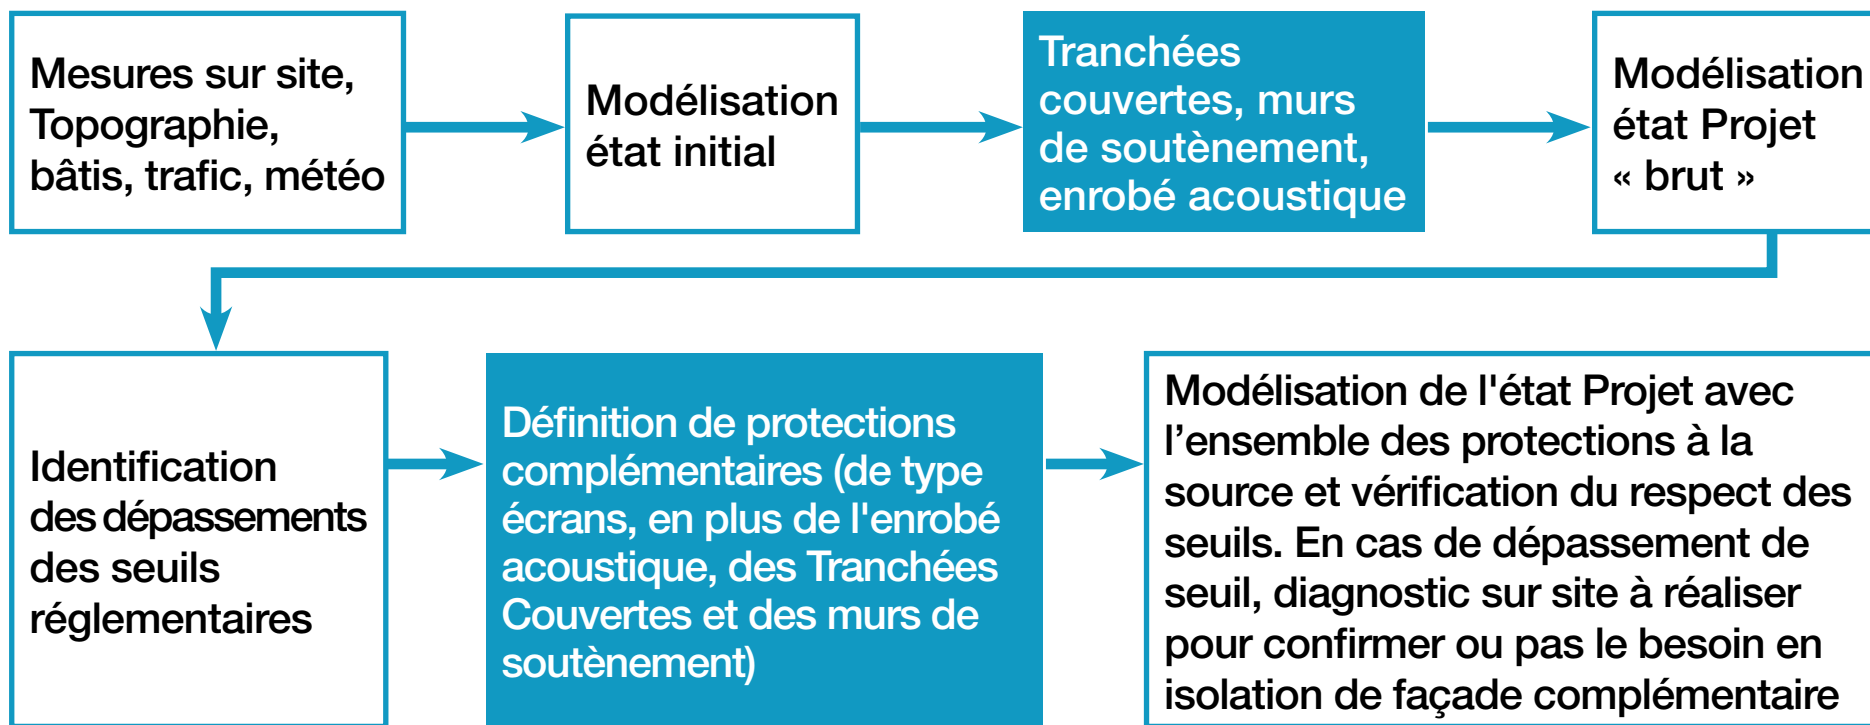 Mesures sur site,
Topographie,
bâtis, trafic, météo
Modélisation
état initial
Tranchées
couvertes, murs
de soutènement,
enrobé acoustique
Modélisation
état Projet
« brut »
Identification
des dépassements
des seuils
réglementaires
Définition de protections
complémentaires (de type
écrans, en plus de l'enrobé
acoustique, des Tranchées
Couvertes et des murs de
soutènement)
Modélisation de l'état Projet avec
l’ensemble des protections à la
source et vérification du respect des
seuils. En cas de dépassement de
seuil, diagnostic sur site à réaliser
pour confirmer ou pas le besoin en
isolation de façade complémentaire